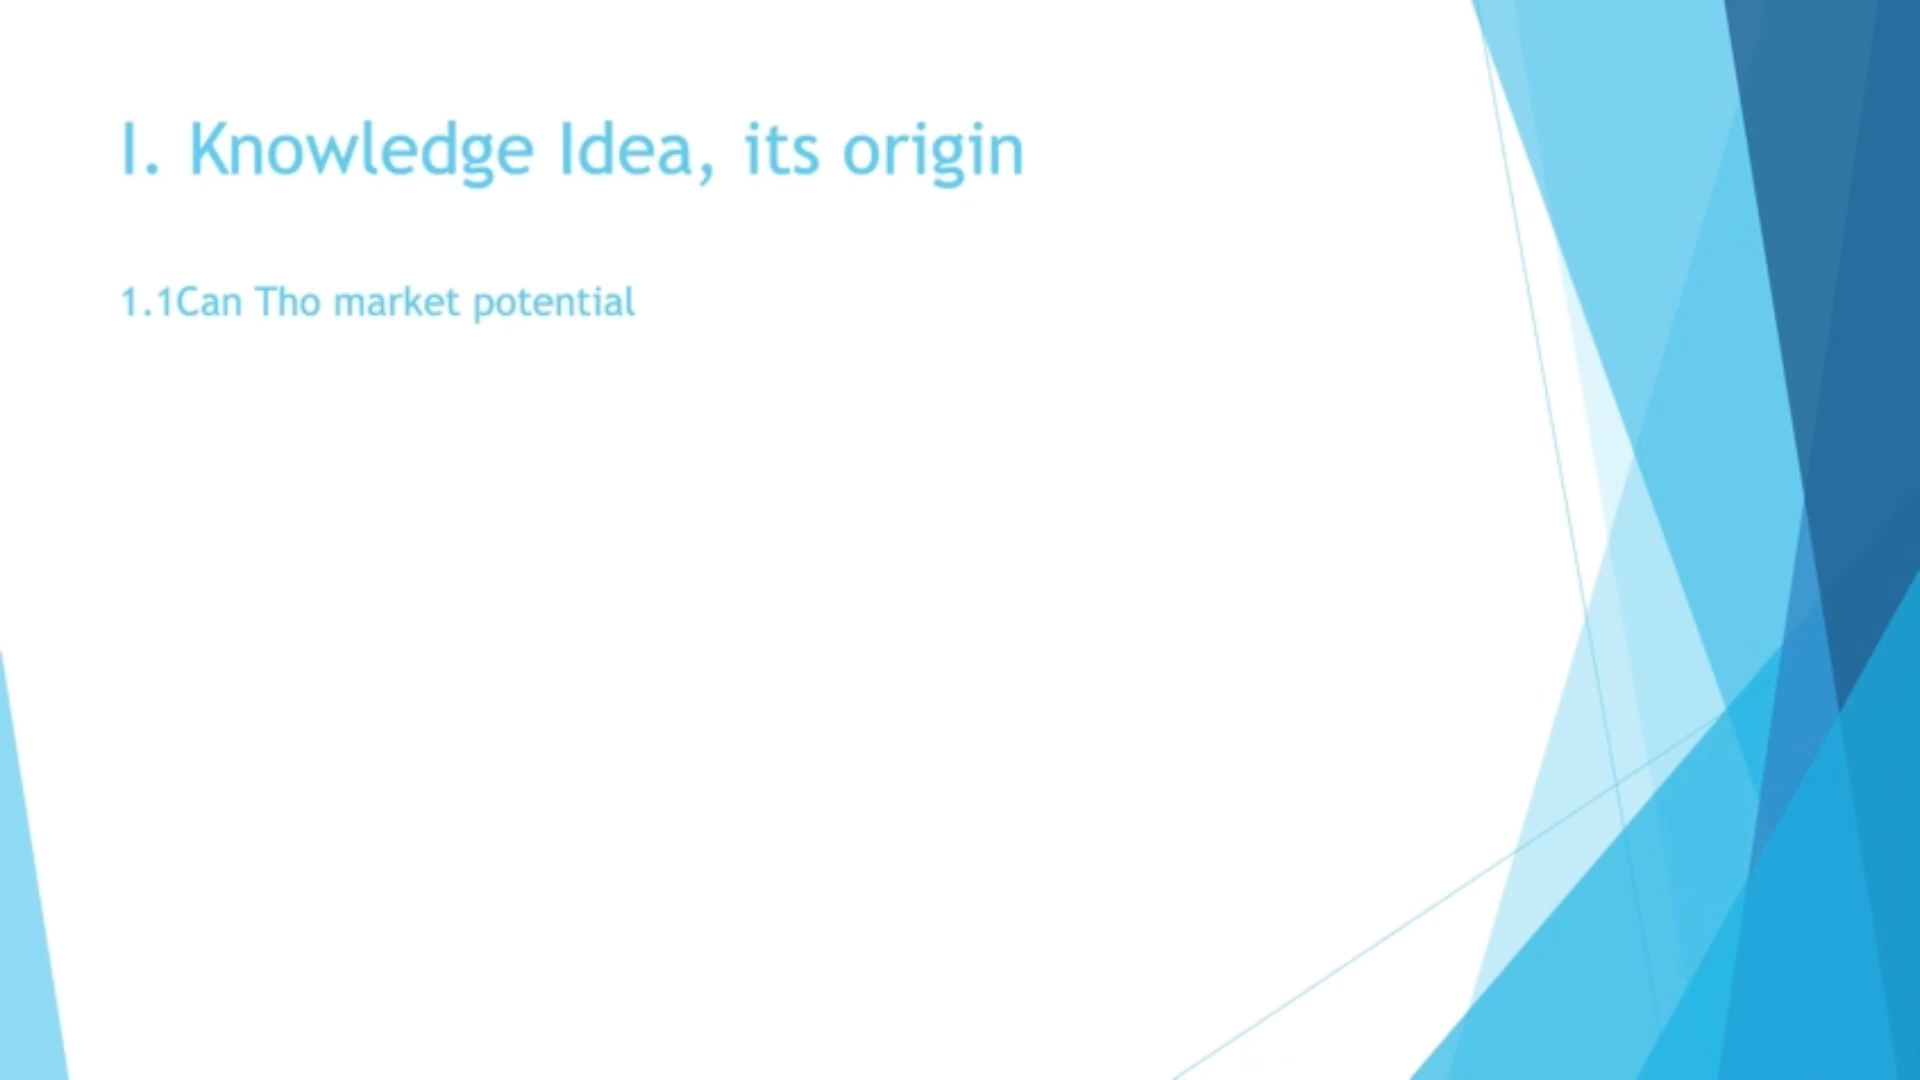 I. Knowledge Idea, its origin
1.1Can Tho market potential